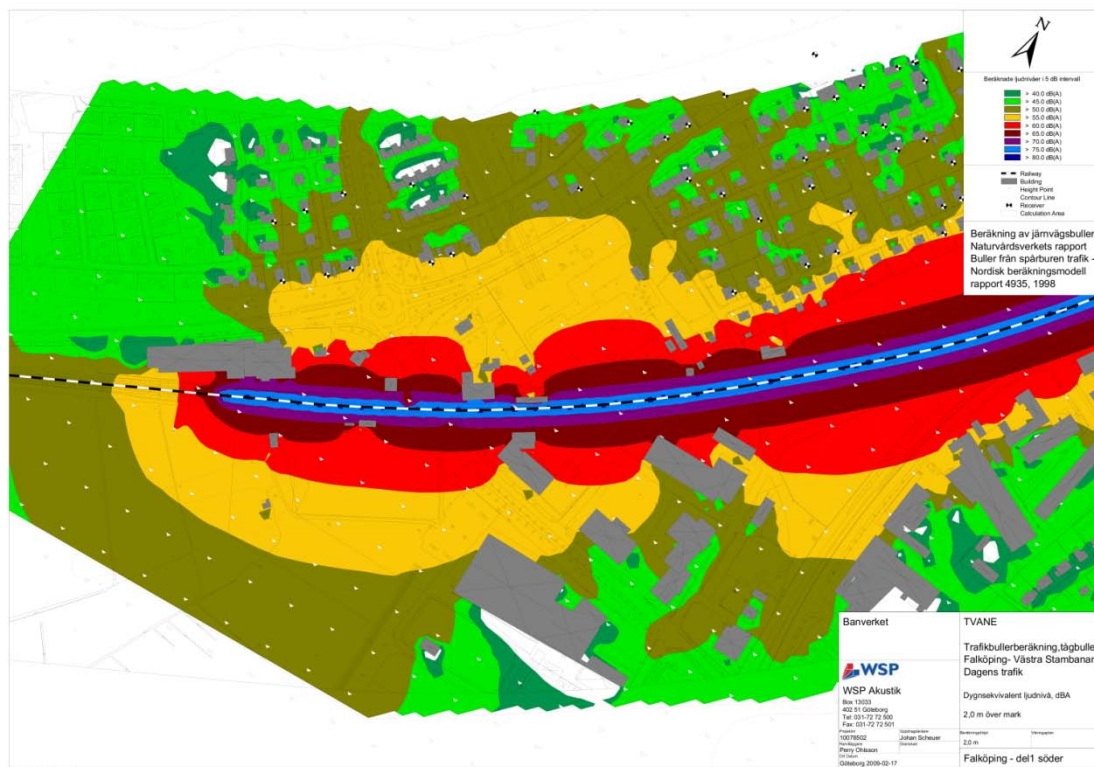 N
Beräknade ljudnivåer i 5 dB intervall
> 40.0 dB(A)
> 45.0 dB(A)
> 50.0 dB(A)
> 55.0 dB(A)
> 60.0 dB(A)
> 65.0 dB(A)
> 70.0 dB(A)
> 75.0 dB(A)
> 80.0 dB(A)
Railway
Building
Height Point
Contour Line
Receiver
Calculation Area
Beräkning av järnvägsbuller
Naturvårdsverkets rapport
Buller från spårburen trafik -
Nordisk beräkningsmodell
rapport 4935, 1998
Banverket
WSP
WSP Akustik
Box 13033
402 51 Göteborg
Tel: 031-72 72 500
Fax: 031-72 72 501
10078502
Johan Scheuer
Perry Ohlsson
Göteborg 2009-02-17
TVANE
Trafikbullerberäkning,tågbulle
Falköping- Västra Stambanan
Dagens trafik
Dygnsekvivalent ljudnivå, dBA
2,0 m över mark
2,0 m
Falköping - del1 söder